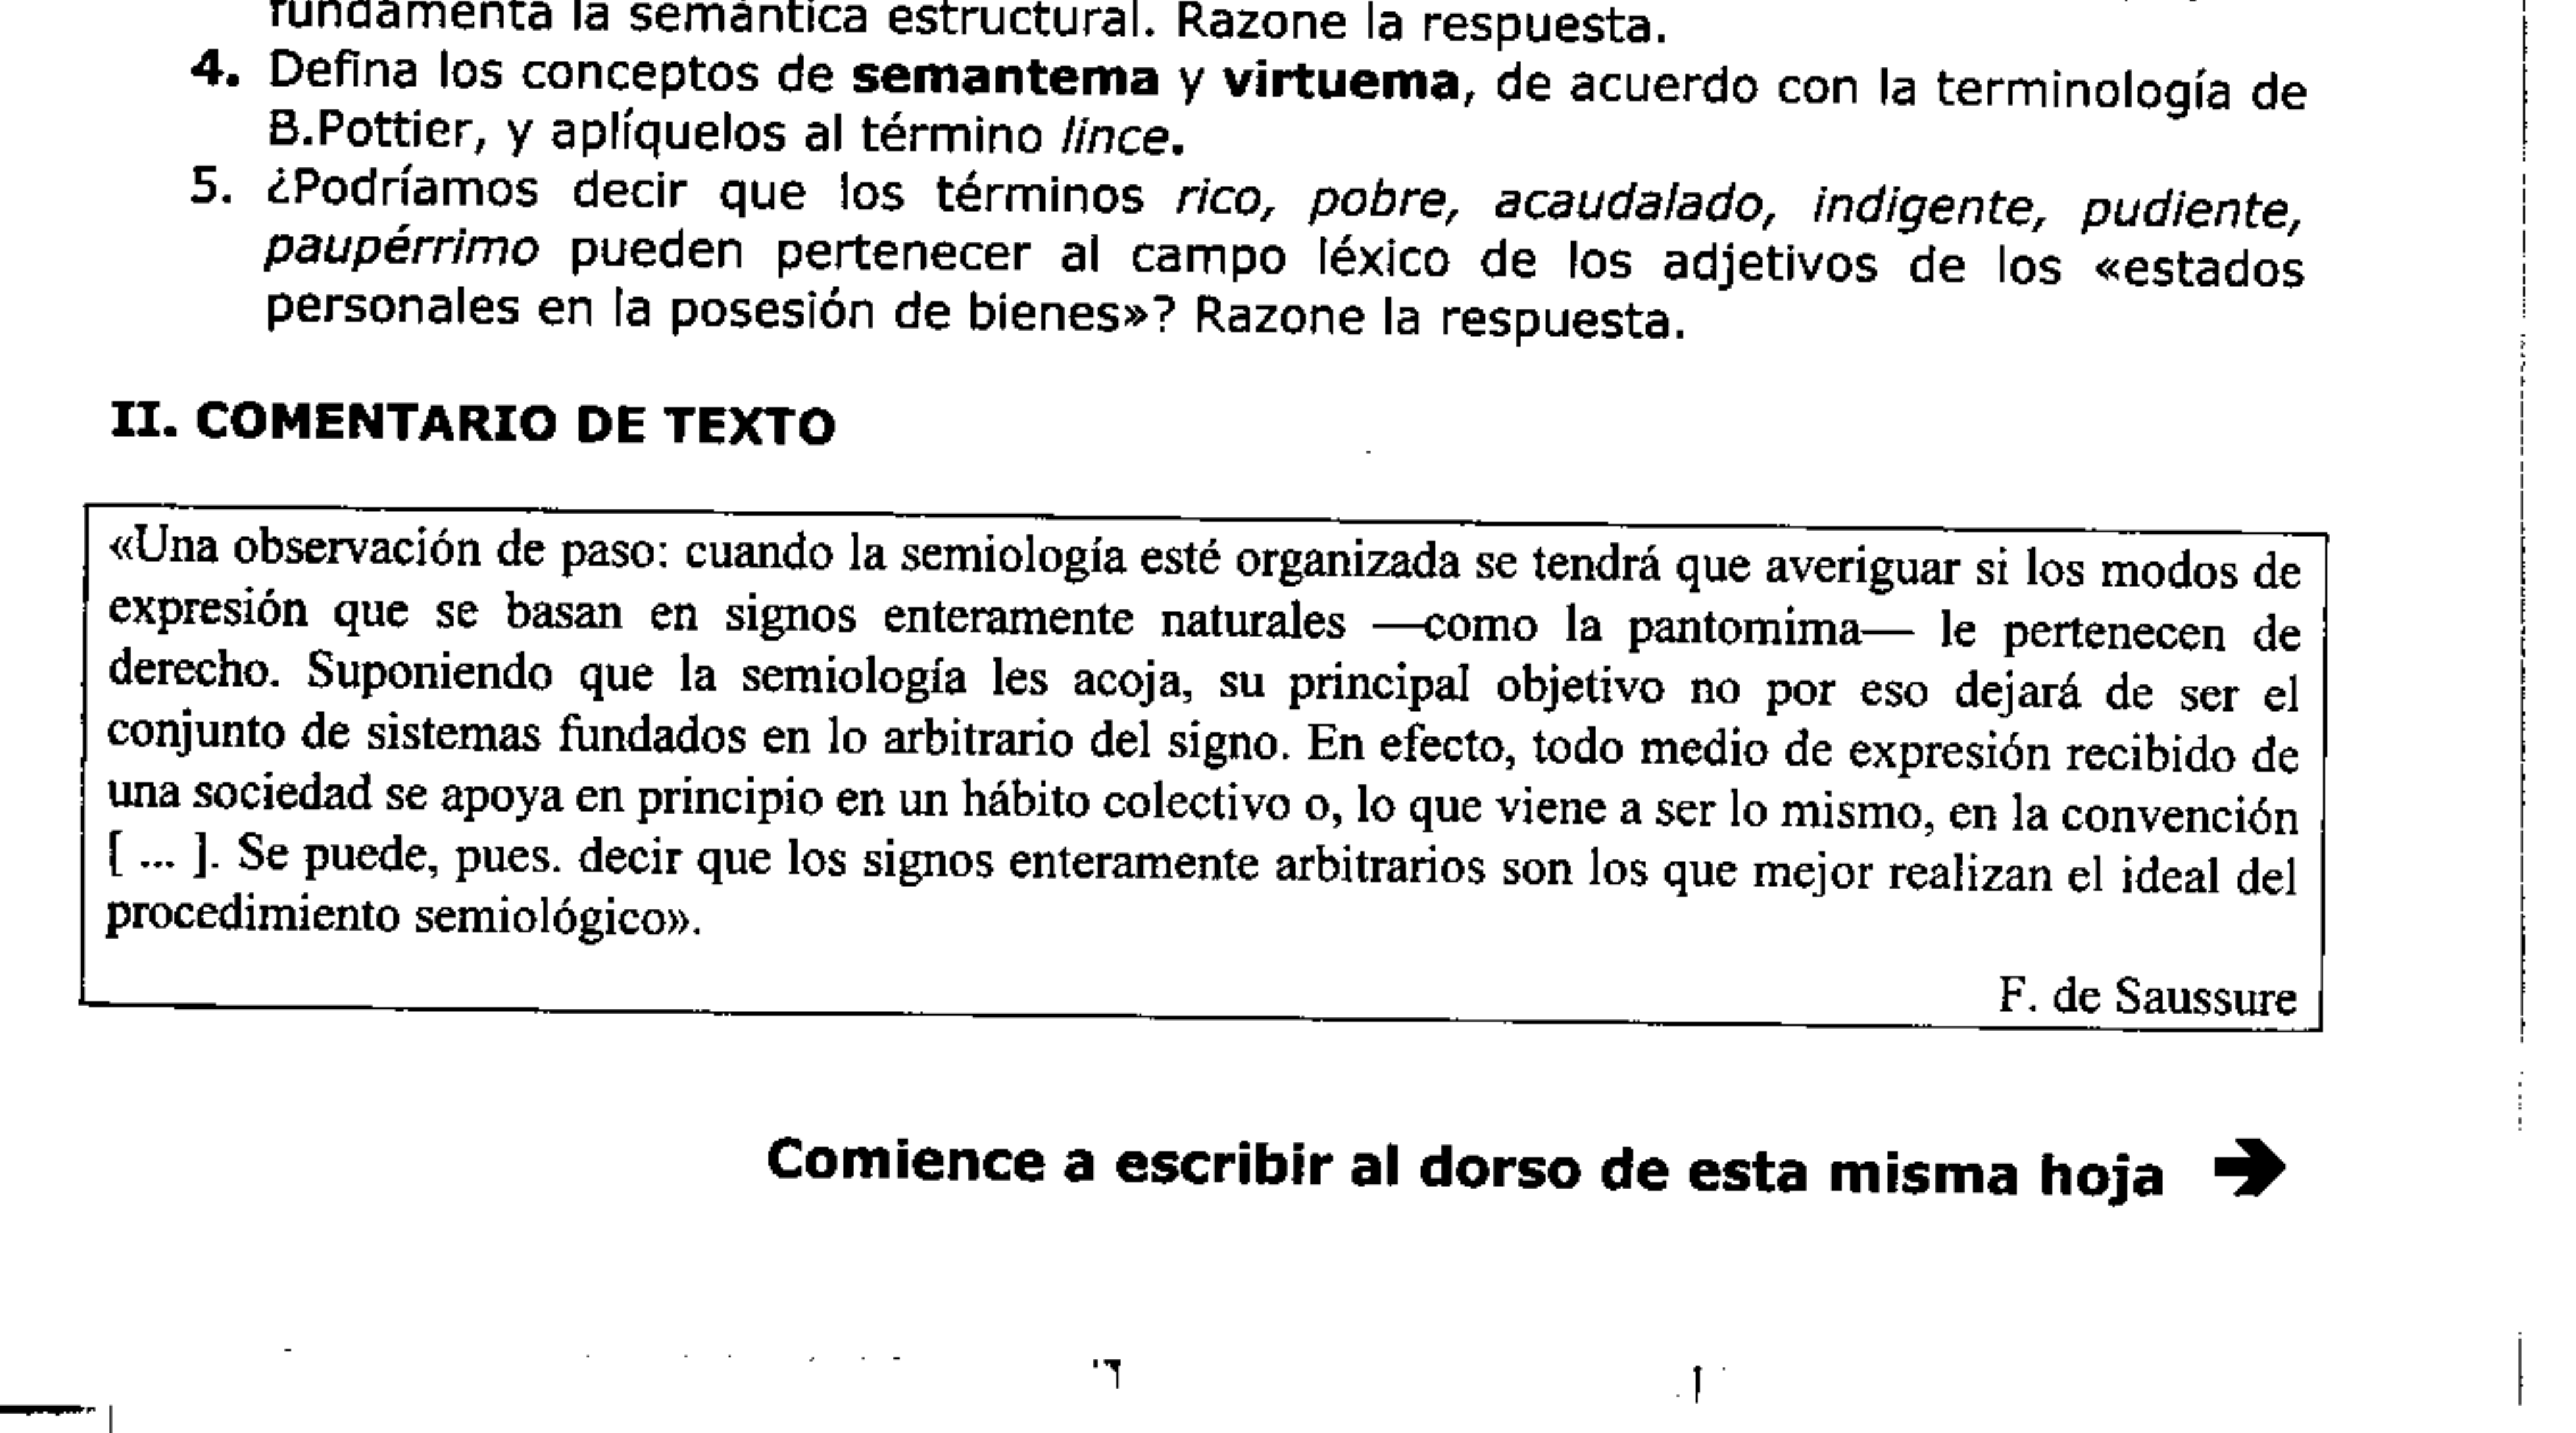 fundamenta la semántica estructural. Razone la respuesta.
4. Defina los conceptos de semantema y virtuema, de acuerdo con la terminología de
B.Pottier, y aplíquelos al término lince.
5. ¿Podríamos decir que los términos rico, pobre, acaudalado, indigente, pudiente,
paupérrimo pueden pertenecer al campo léxico de los adjetivos de los «estados
personales en la posesión de bienes»? Razone la respuesta.
II. COMENTARIO DE TEXTO
«Una observación de paso: cuando la semiología esté organizada se tendrá que averiguar si los modos de
expresión que se basan en signos enteramente naturales —como la pantomima— le pertenecen de
derecho. Suponiendo que la semiología les acoja, su principal objetivo no por eso dejará de ser el
conjunto de sistemas fundados en lo arbitrario del signo. En efecto, todo medio de expresión recibido de
una sociedad se apoya en principio en un hábito colectivo o, lo que viene a ser lo mismo, en la convención
[ ... ]. Se puede, pues. decir que los signos enteramente arbitrarios son los que mejor realizan el ideal del
procedimiento semiológico».
F. de Saussure
Comience a escribir al dorso de esta misma hoja ➔